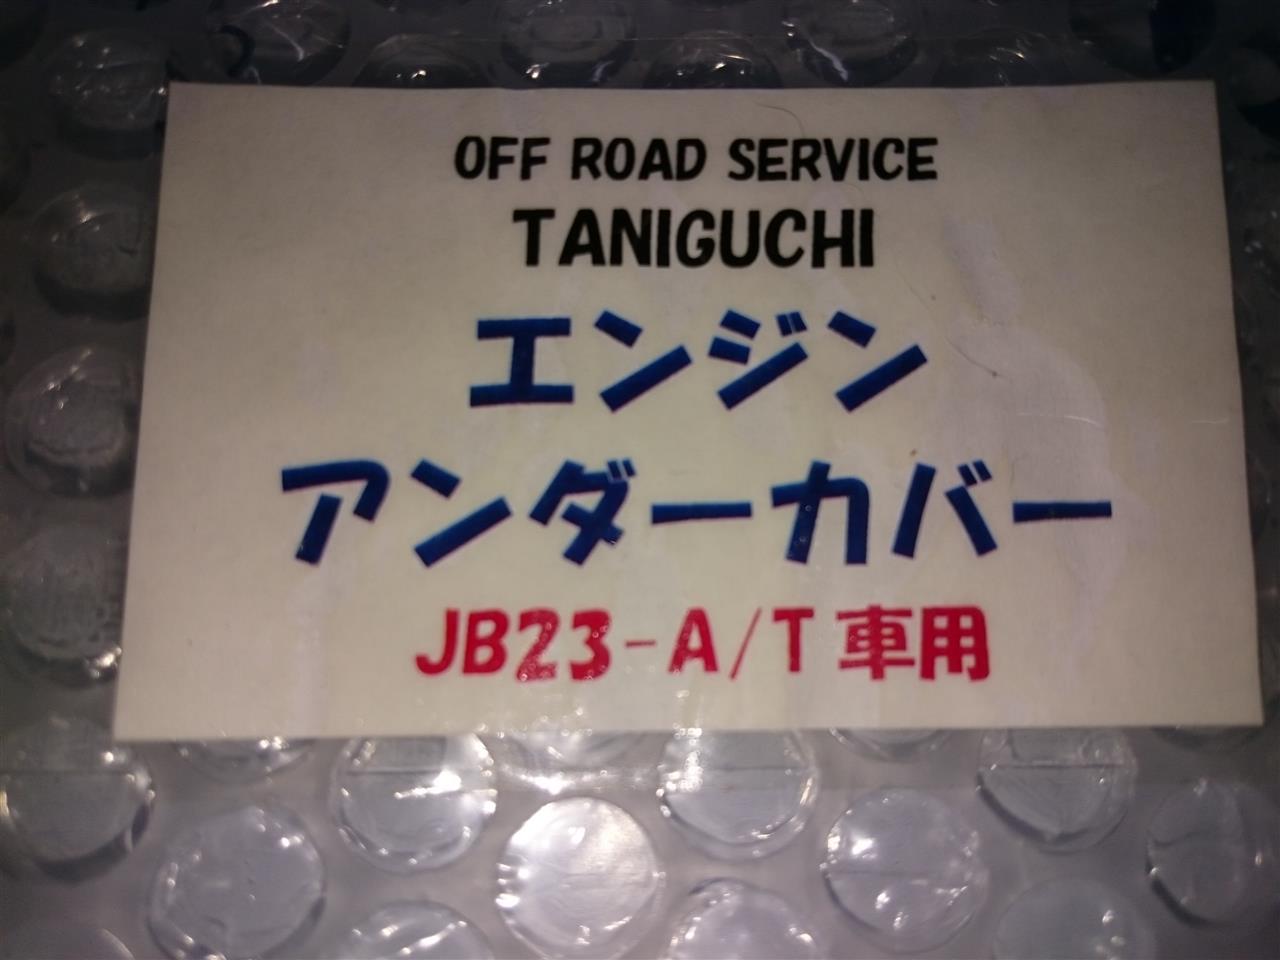 OFF ROAD SERVICE
TANIGUCHI
エンジン
アンダーカバー
JB23-A/T車用